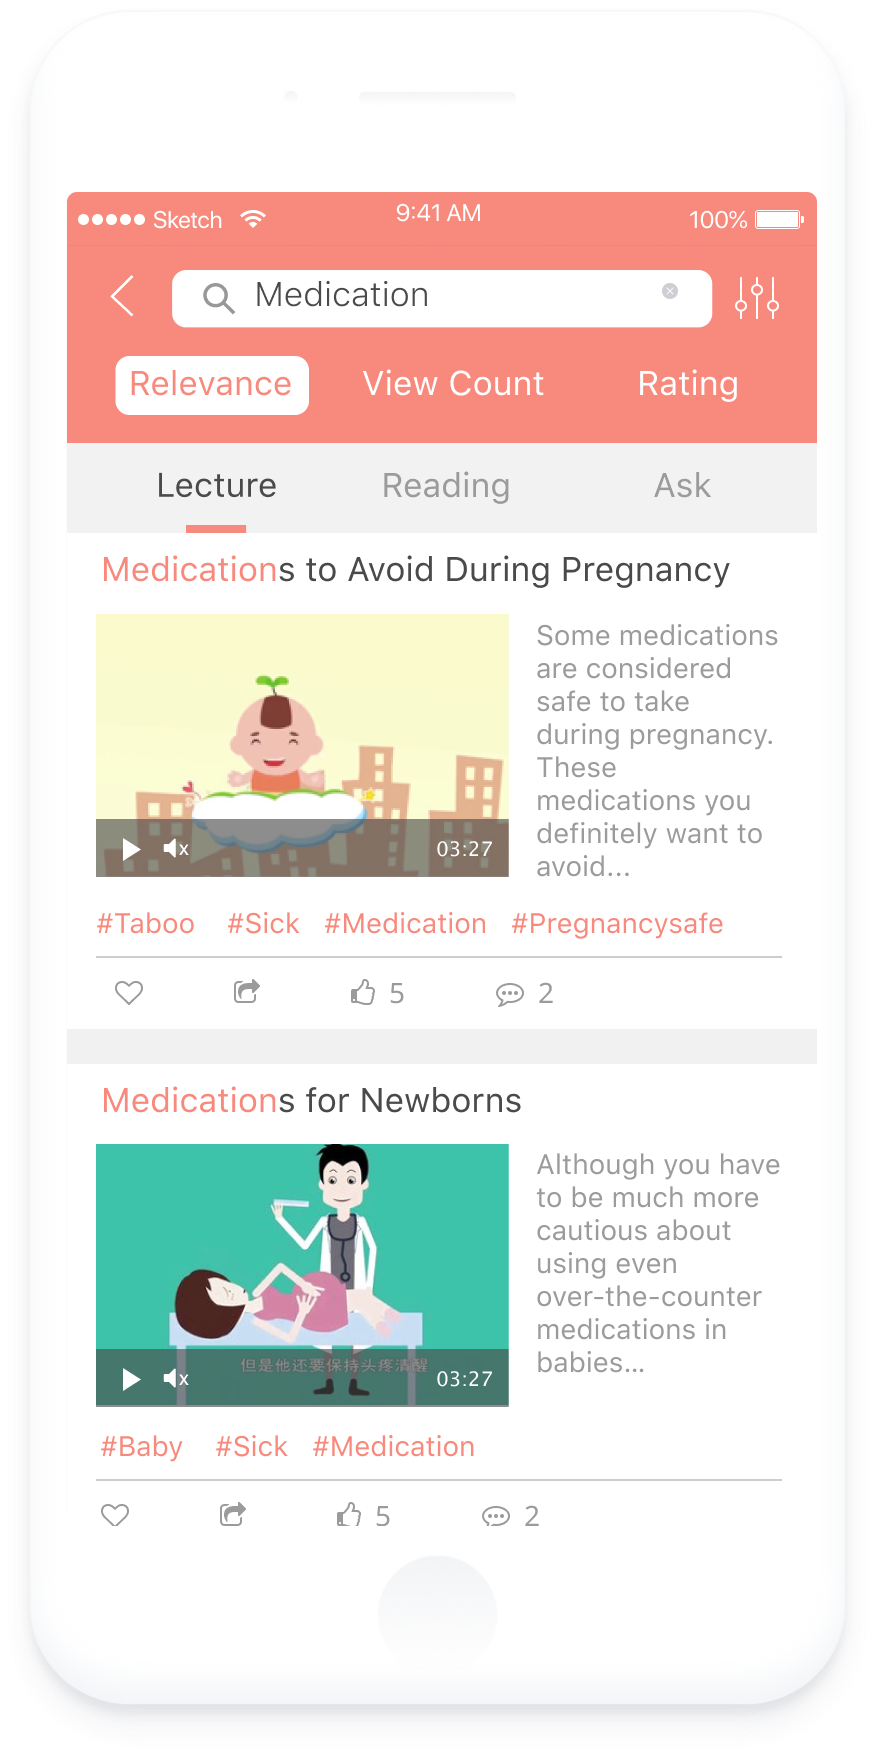 Sketch 9:41 AM 100%
Medication
Relevance View Count Rating
Lecture Reading Ask
Medications to Avoid During Pregnancy
Some medications
are considered
safe to take
during pregnancy.
These
medications you
definitely want to
avoid...
03:27
#Taboo #Sick #Medication #Pregnancysafe
5 2
Medications for Newborns
Although you have
to be much more
cautious about
using even
over-the-counter
medications in
babies...
但是他还要保持头疼清醒
03:27
#Baby #Sick #Medication
5 2